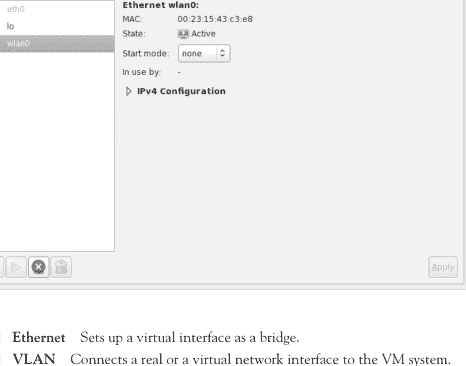 eth0
lo
wlan0
Ethernet wlan0:
MAC: 00:23:15:43:c3:e8
State: Active
Start mode: none
In use by: -
IPv4 Configuration
Apply
Ethernet Sets up a virtual interface as a bridge.
VLAN Connects a real or a virtual network interface to the VM system.